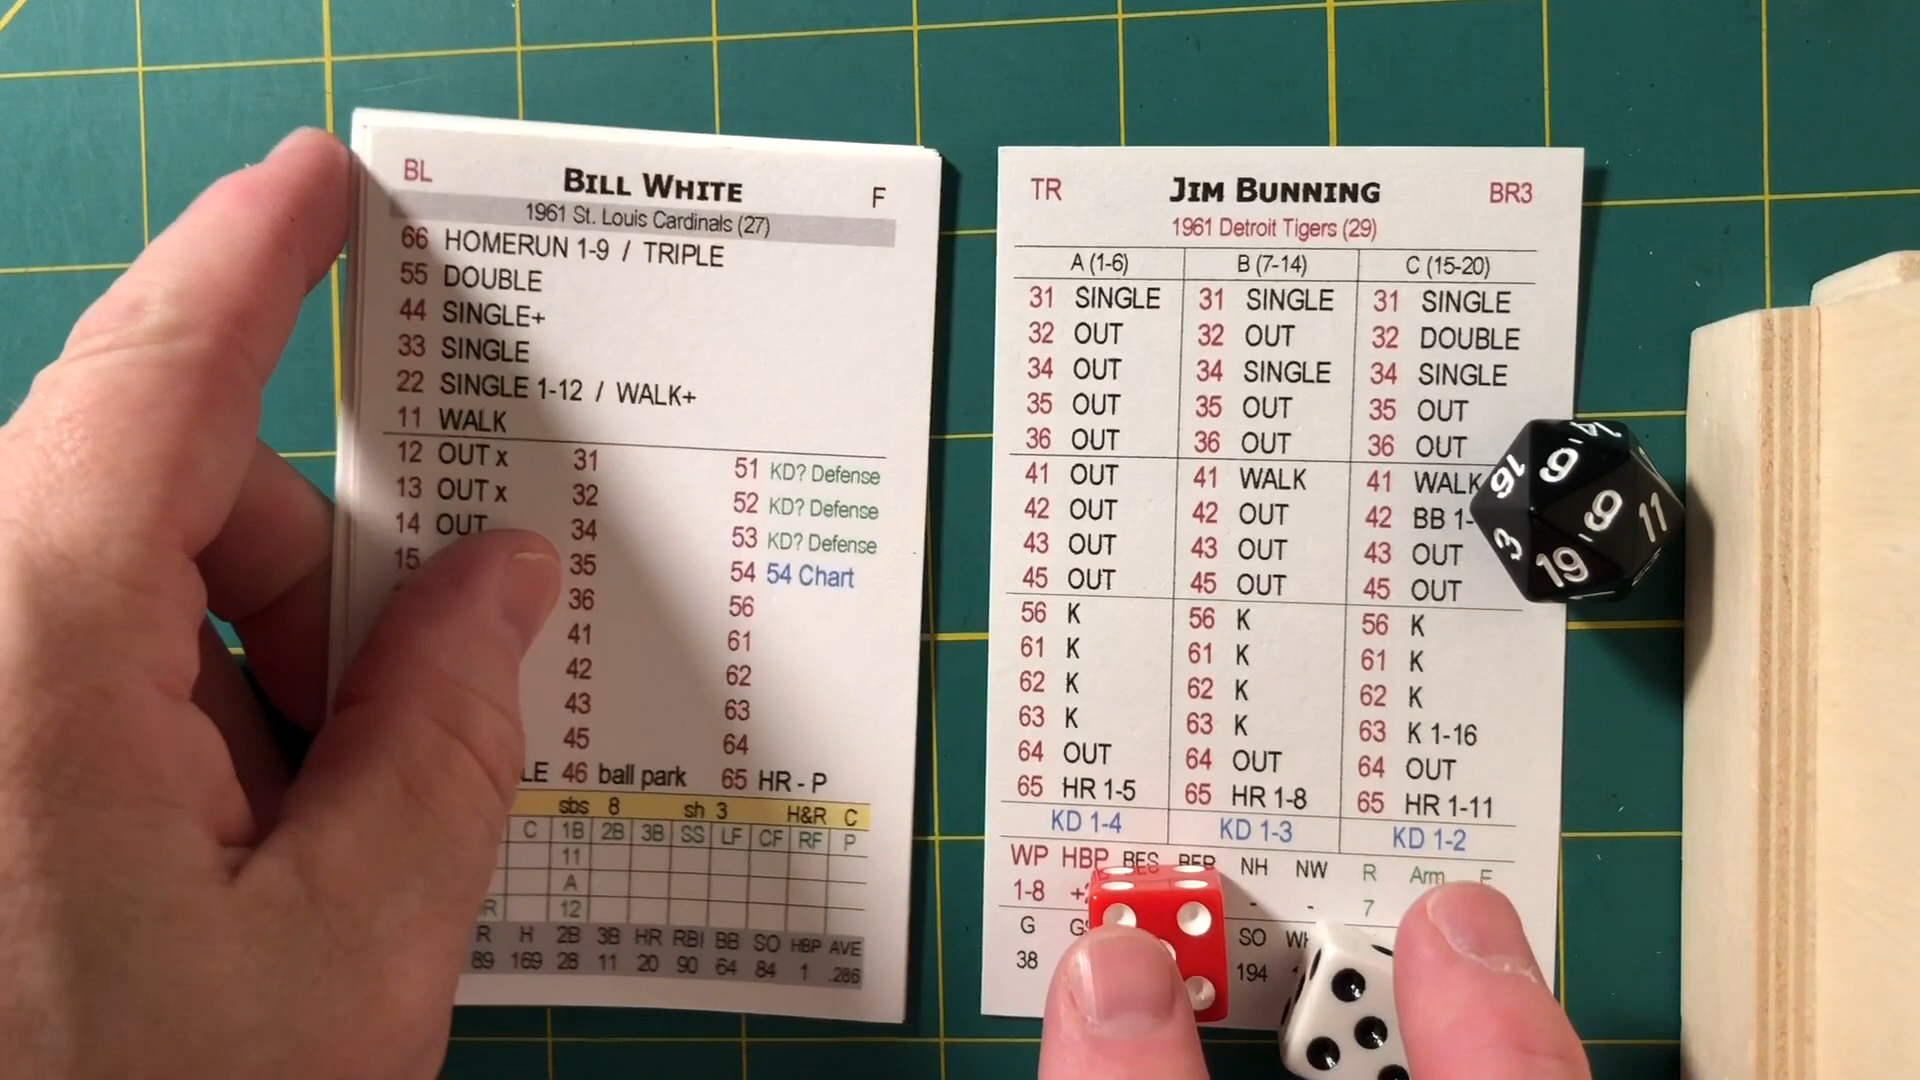 BL BILL WHITE F
1961 St. Louis Cardinals (27)
66 HOMERUN 1-9 / TRIPLE
55 DOUBLE
44 SINGLE+
33 SINGLE
22 SINGLE 1-12 / WALK+
11 WALK
12 OUT x 31 51 KD? Defense
13 OUT x 32 52 KD? Defense
14 OUT 34 53 KD? Defense
15 35 54 54 Chart
36 56
41 61
42 62
43 63
45 64
46 ball park 65 HR - P
sbs 8 sh 3 H&R C
C 1B 2B 3B SS LF CF RF P
11
A
12
R H 2B 3B HR RBI BB SO HBP AVE
89 169 28 11 20 90 64 84 1 .286
TR JIM BUNNING BR3
1961 Detroit Tigers (29)
A (1-6) B (7-14) C (15-20)
31 SINGLE 31 SINGLE 31 SINGLE
32 OUT 32 OUT 32 DOUBLE
34 OUT 34 SINGLE 34 SINGLE
35 OUT 35 OUT 35 OUT
36 OUT 36 OUT 36 OUT
41 OUT 41 WALK 41 WALK
42 OUT 42 OUT 42 BB 1-
43 OUT 43 OUT 43 OUT
45 OUT 45 OUT 45 OUT
56 K 56 K 56 K
61 K 61 K 61 K
62 K 62 K 62 K
63 K 63 K 63 K 1-16
64 OUT 64 OUT 64 OUT
65 HR 1-5 65 HR 1-8 65 HR 1-11
KD 1-4 KD 1-3 KD 1-2
WP HBP BES BER NH NW R Arm
1-8 - - 7
G SO
38 194
16 9 9 11
3 19